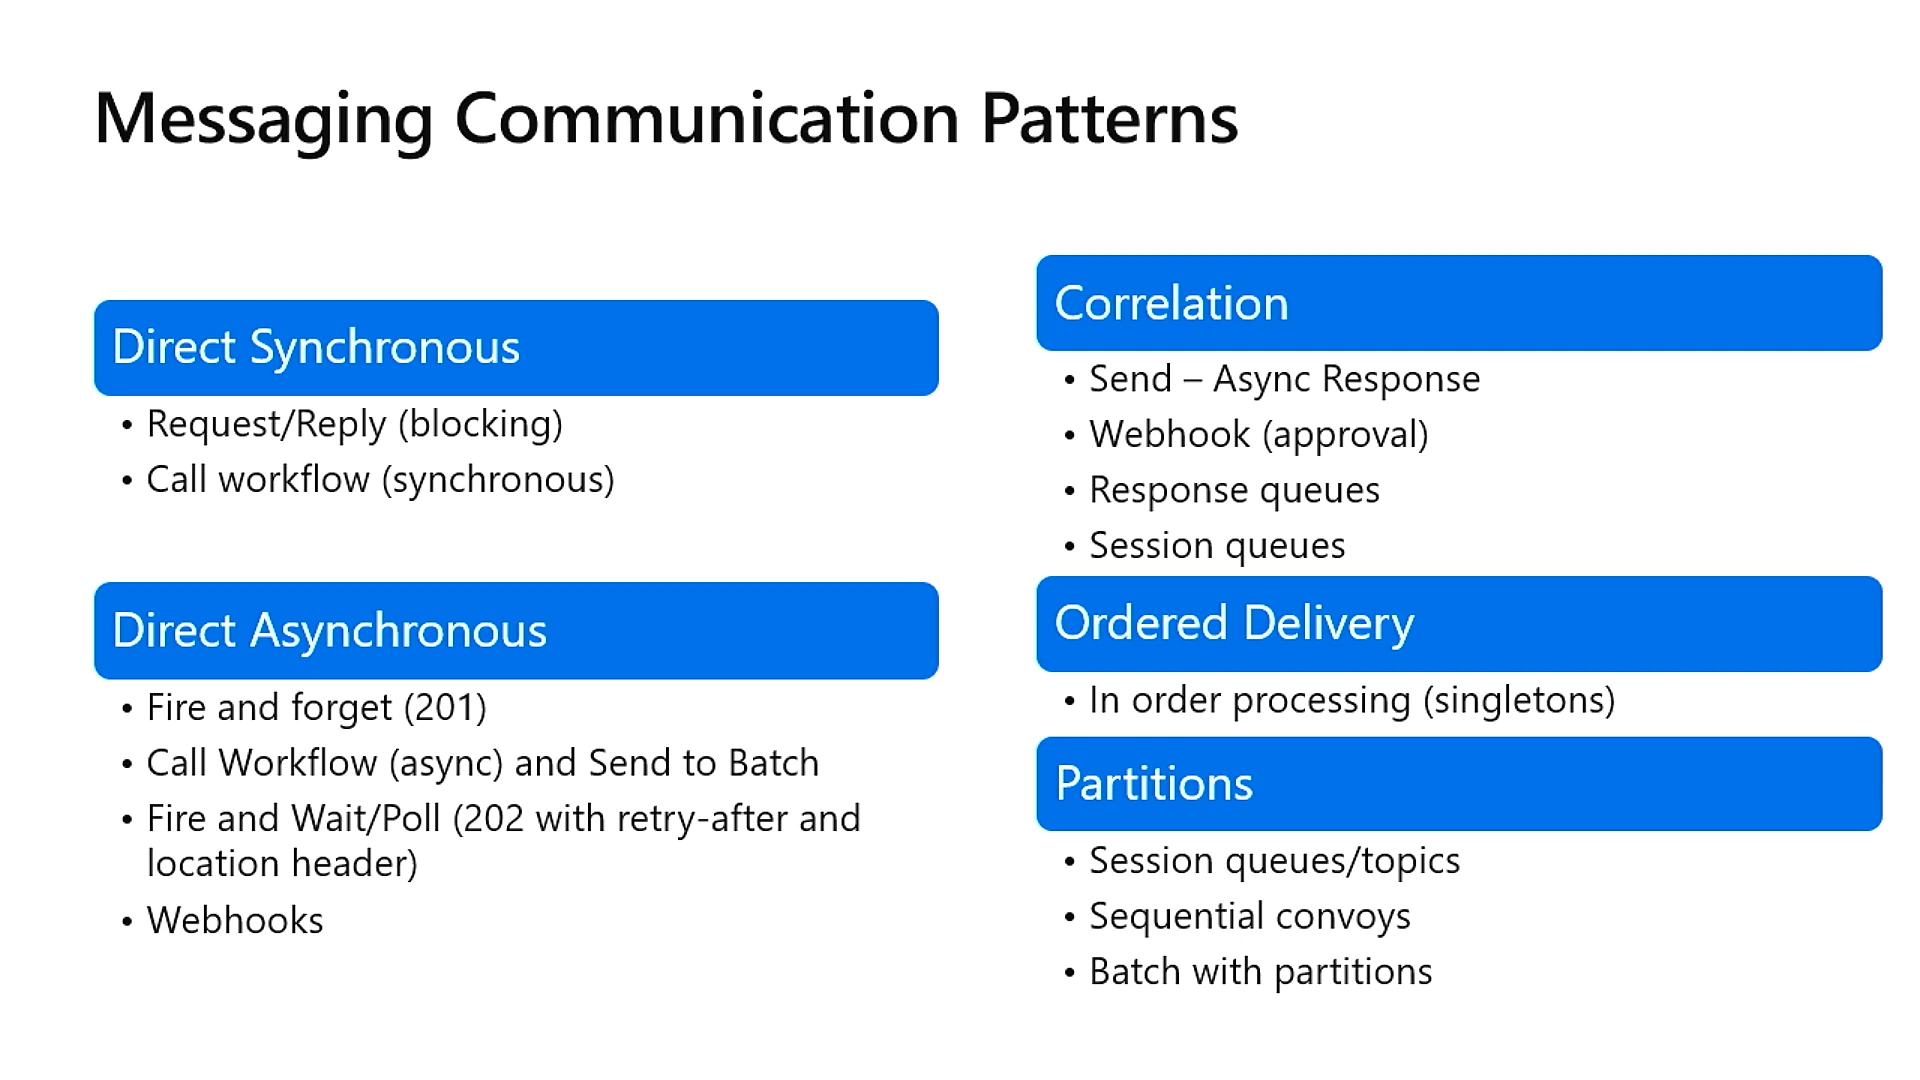 Messaging Communication Patterns
Direct Synchronous
• Request/Reply (blocking)
• Call workflow (synchronous)
Direct Asynchronous
• Fire and forget (201)
• Call Workflow (async) and Send to Batch
• Fire and Wait/Poll (202 with retry-after and
location header)
• Webhooks
Correlation
• Send – Async Response
• Webhook (approval)
• Response queues
• Session queues
Ordered Delivery
• In order processing (singletons)
Partitions
• Session queues/topics
• Sequential convoys
• Batch with partitions